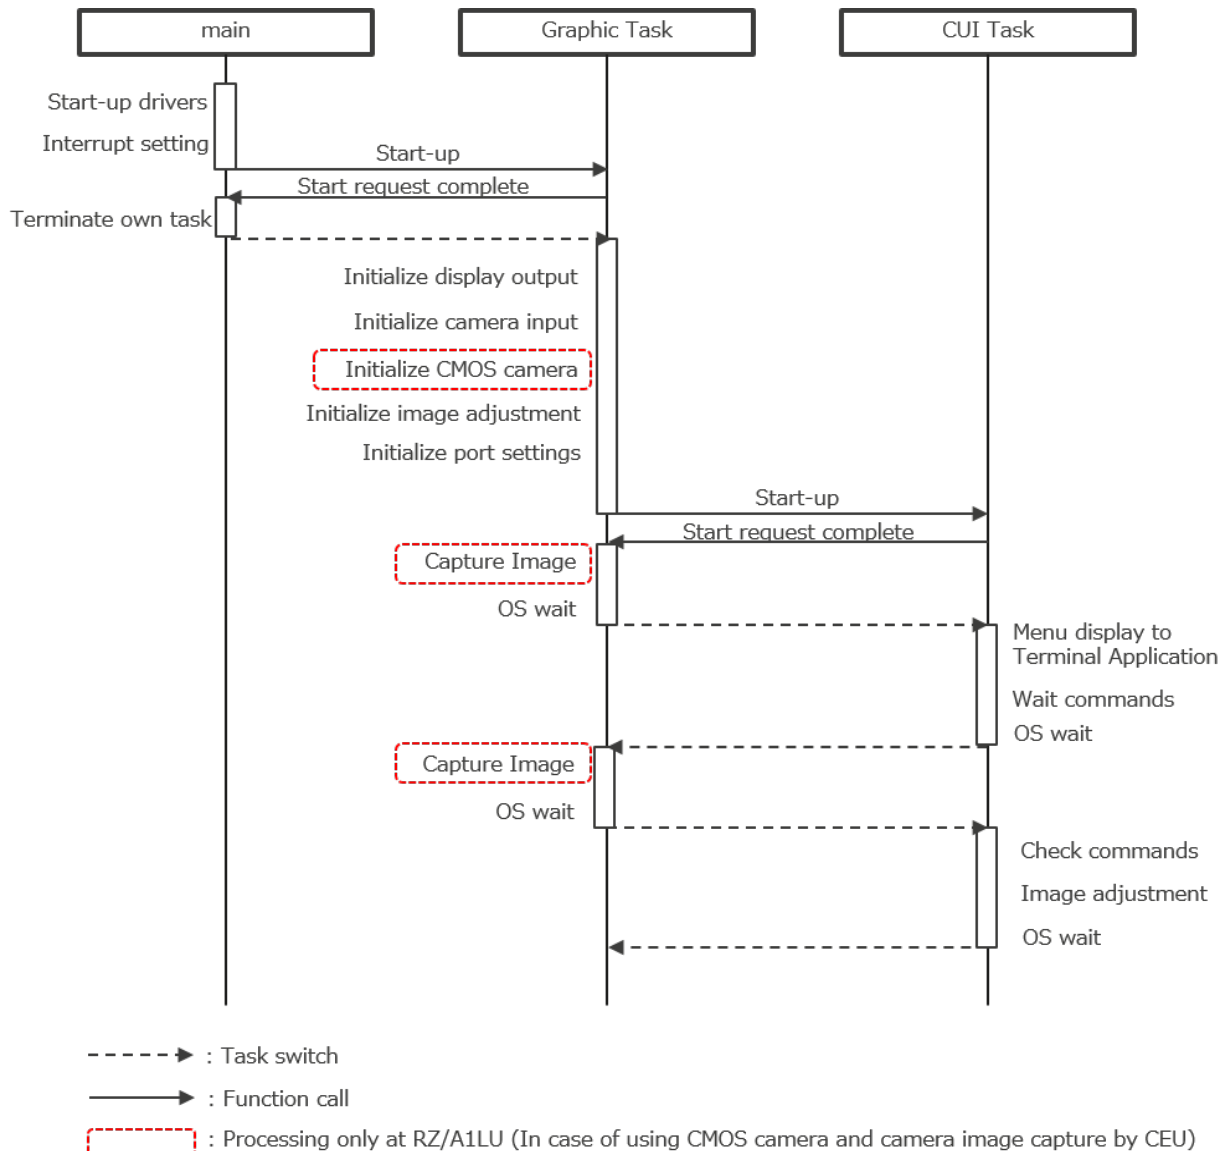 main
Graphic Task
CUI Task
Start-up drivers
Interrupt setting
Start-up
Start request complete
Terminate own task
Initialize display output
Initialize camera input
Initialize CMOS camera
Initialize image adjustment
Initialize port settings
Start-up
Start request complete
Capture Image
OS wait
Menu display to
Terminal Application
Wait commands
OS wait
Capture Image
OS wait
Check commands
Image adjustment
OS wait
: Task switch
: Function call
: Processing only at RZ/A1LU (In case of using CMOS camera and camera image capture by CEU)